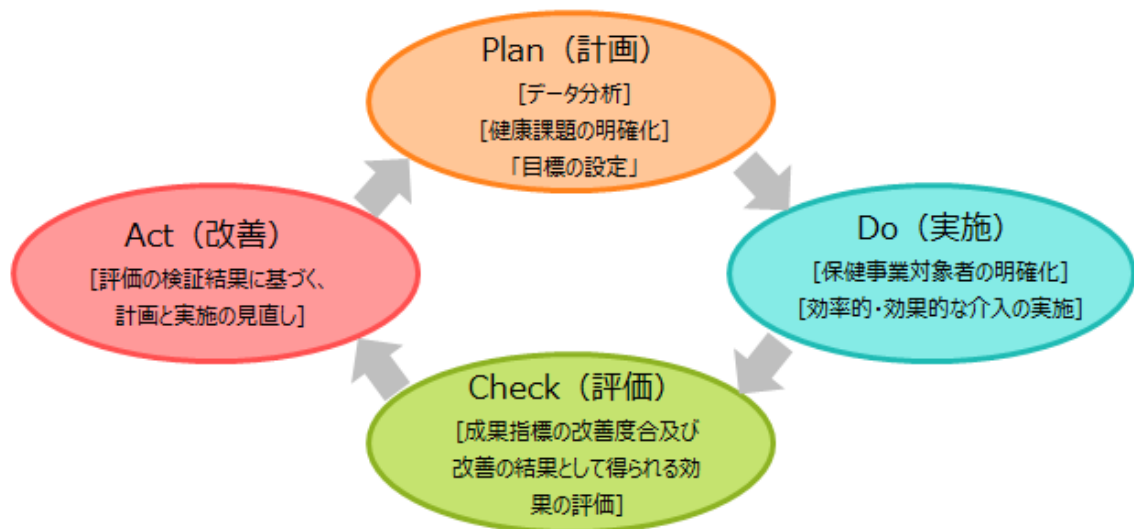 Plan（計画）
[データ分析]
[健康課題の明確化]
「目標の設定」
Do（実施）
[保健事業対象者の明確化]
[効率的・効果的な介入の実施]
Check（評価）
[成果指標の改善度合及び
改善の結果として得られる効
果の評価]
Act（改善）
[評価の検証結果に基づく、
計画と実施の見直し]